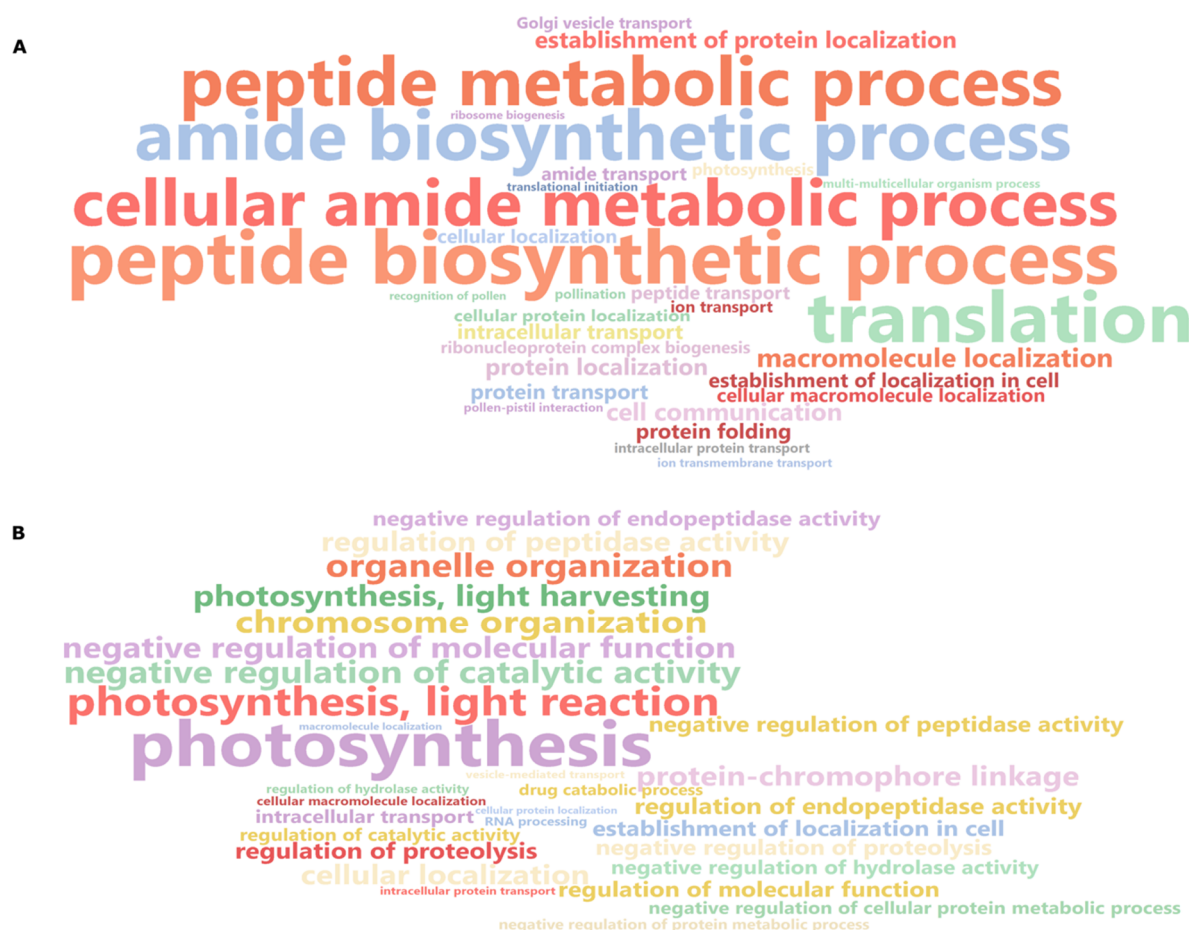 A
Golgi vesicle transport
establishment of protein localization
peptide metabolic process
ribosome biogenesis
amide biosynthetic process
amide transport photosynthesis
translational initiation multi-multicellular organism process
cellular amide metabolic process
cellular localization
peptide biosynthetic process
recognition of pollen pollination peptide transport
ion transport
translation
cellular protein localization
intracellular transport
ribonucleoprotein complex biogenesis
macromolecule localization
protein localization
establishment of localization in cell
protein transport
cellular macromolecule localization
pollen-pistil interaction cell communication
protein folding
intracellular protein transport
ion transmembrane transport
B
negative regulation of endopeptidase activity
regulation of peptidase activity
organelle organization
photosynthesis, light harvesting
chromosome organization
negative regulation of molecular function
negative regulation of catalytic activity
photosynthesis, light reaction
macromolecule localization
negative regulation of peptidase activity
photosynthesis
vesicle-mediated transport protein-chromophore linkage
regulation of hydrolase activity drug catabolic process
cellular macromolecule localization
cellular protein localization regulation of endopeptidase activity
intracellular transport RNA processing
establishment of localization in cell
regulation of catalytic activity
regulation of proteolysis negative regulation of proteolysis
negative regulation of hydrolase activity
cellular localization
intracellular protein transport regulation of molecular function
negative regulation of cellular protein metabolic process
negative regulation of protein metabolic process